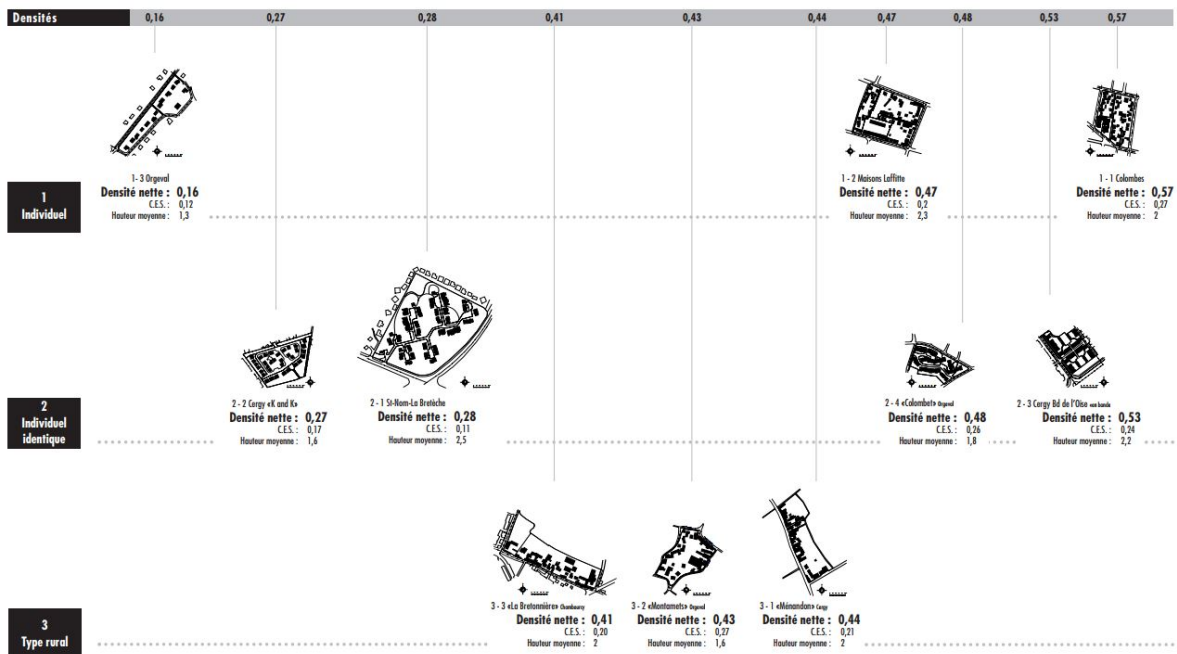 Densités 0,16 0,27 0,28 0,41 0,43 0,44 0,47 0,48 0,53 0,57
1
Individuel
1 - 3 Orgeval
Densité nette : 0,16
C.E.S. : 0,12
Hauteur moyenne : 1,3
1 - 2 Maisons Laffitte
Densité nette : 0,47
C.E.S. : 0,2
Hauteur moyenne : 2,3
1 - 1 Colombes
Densité nette : 0,57
C.E.S. : 0,27
Hauteur moyenne : 2
2
Individuel
identique
2 - 2 Cergy «K and K»
Densité nette : 0,27
C.E.S. : 0,17
Hauteur moyenne : 1,6
2 - 1 St-Nom-La Bretèche
Densité nette : 0,28
C.E.S. : 0,11
Hauteur moyenne : 2,5
2 - 4 «Colombet» Orgeval
Densité nette : 0,48
C.E.S. : 0,26
Hauteur moyenne : 1,8
2 - 3 Cergy Bd de l'Oise «en bande
Densité nette : 0,53
C.E.S. : 0,24
Hauteur moyenne : 2,2
3
Type rural
3 - 3 «La Bretonnière» Chambourcy
Densité nette : 0,41
C.E.S. : 0,20
Hauteur moyenne : 2
3 - 2 «Montamets» Orgeval
Densité nette : 0,43
C.E.S. : 0,27
Hauteur moyenne : 1,6
3 - 1 «Ménandon» Cergy
Densité nette : 0,44
C.E.S. : 0,21
Hauteur moyenne : 2